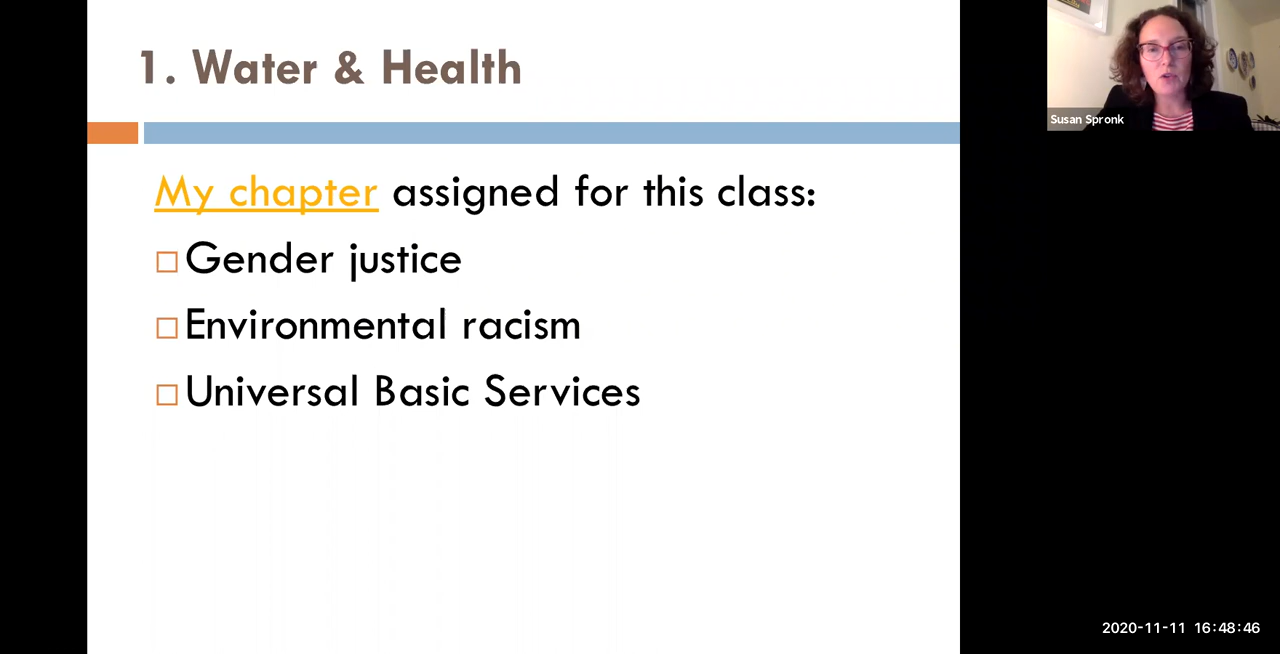 1. Water & Health
My chapter assigned for this class:
Gender justice
Environmental racism
Universal Basic Services
Susan Spronk
2020-11-11 16:48:46